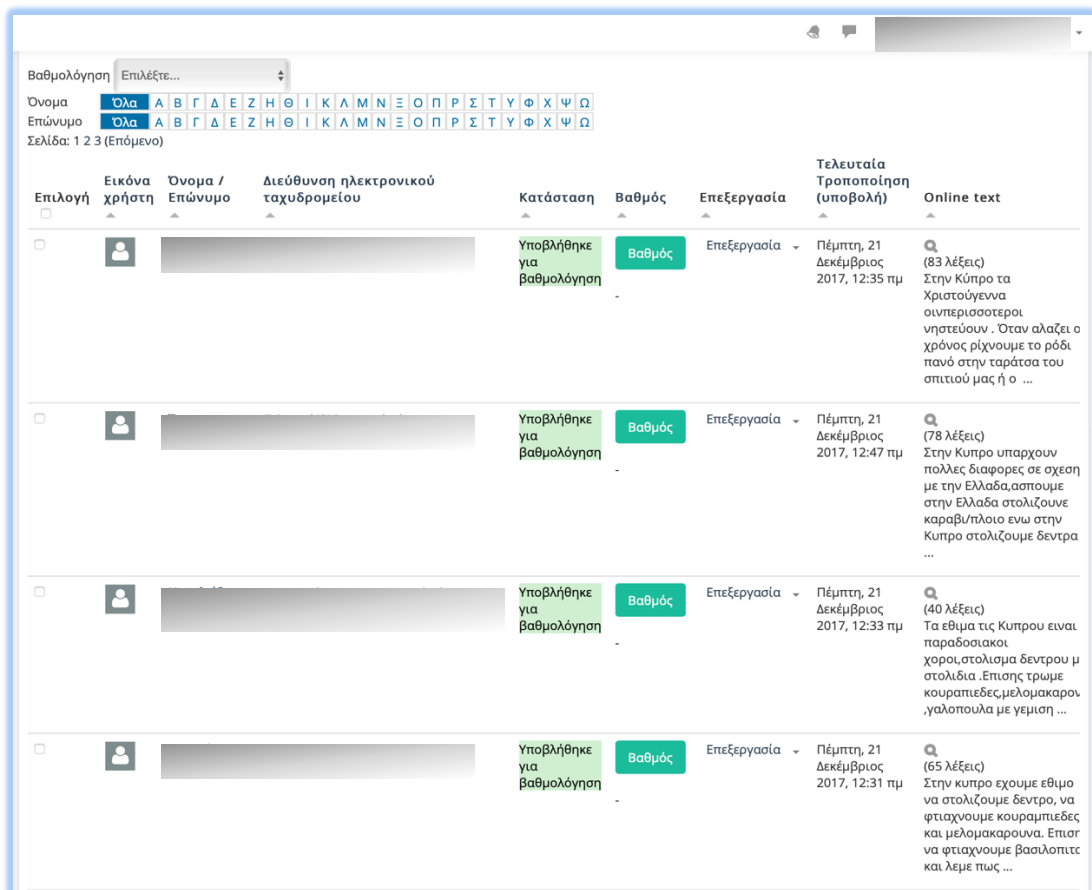 Βαθμολόγηση Επιλέξτε...
Όνομα Όλα Α Β Γ Δ Ε Ζ Η Θ Ι Κ Λ Μ Ν Ξ Ο Π Ρ Σ Τ Υ Φ Χ Ψ Ω
Επώνυμο Όλα Α Β Γ Δ Ε Ζ Η Θ Ι Κ Λ Μ Ν Ξ Ο Π Ρ Σ Τ Υ Φ Χ Ψ Ω
Σελίδα: 1 2 3 (Επόμενο)
Επιλογή
Εικόνα
χρήστη
Όνομα /
Επώνυμο
Διεύθυνση ηλεκτρονικού
ταχυδρομείου
Κατάσταση
Βαθμός
Επεξεργασία
Τελευταία
Τροποποίηση
(υποβολή)
Online text
Υποβλήθηκε
για
βαθμολόγηση
Βαθμός
-
Επεξεργασία
Πέμπτη, 21
Δεκέμβριος
2017, 12:35 πμ
(83 λέξεις)
Στην Κύπρο τα
Χριστούγεννα
οινπερισσοτεροι
νηστεύουν . Όταν αλαζει ο
χρόνος ρίχνουμε το ρόδι
πανό στην ταράτσα του
σπιτιού μας ή ο ...
Υποβλήθηκε
για
βαθμολόγηση
Βαθμός
-
Επεξεργασία
Πέμπτη, 21
Δεκέμβριος
2017, 12:47 πμ
(78 λέξεις)
Στην Κυπρο υπαρχουν
πολλες διαφορες σε σχεση
με την Ελλαδα,ασπουμε
στην Ελλαδα στολιζουνε
καραβι/πλοιο ενω στην
Κυπρο στολιζουμε δεντρα
...
Υποβλήθηκε
για
βαθμολόγηση
Βαθμός
-
Επεξεργασία
Πέμπτη, 21
Δεκέμβριος
2017, 12:33 πμ
(40 λέξεις)
Τα εθιμα τις Κυπρου ειναι
παραδοσιακοι
χοροι,στολισμα δεντρου μ
στολιδια .Επισης τρωμε
κουραπιεδες,μελομακαρον
,γαλοπουλα με γεμιση ...
Υποβλήθηκε
για
βαθμολόγηση
Βαθμός
-
Επεξεργασία
Πέμπτη, 21
Δεκέμβριος
2017, 12:31 πμ
(65 λέξεις)
Στην κυπρο εχουμε εθιμο
να στολιζουμε δεντρο, να
φτιαχνουμε κουραμπιεδες
και μελομακαρουνα. Επιση
να φτιαχνουμε βασιλοπιτα
και λεμε πως ...